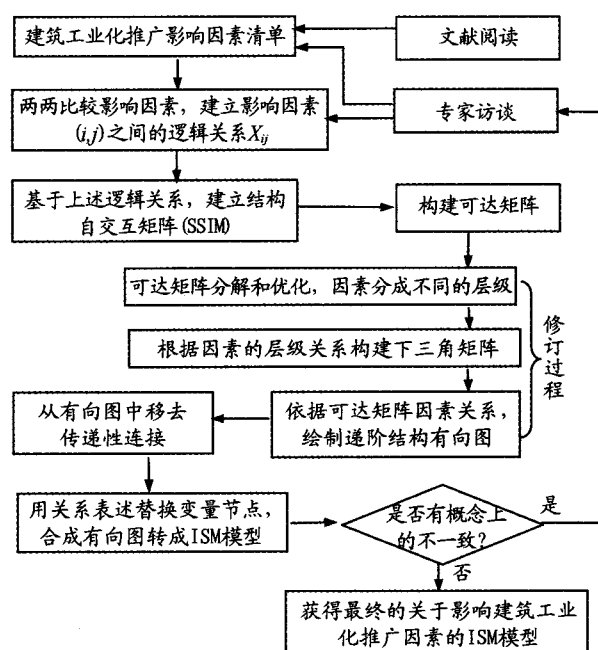 建筑工业化推广影响因素清单
文献阅读
两两比较影响因素，建立影响因素
(i,j)之间的逻辑关系Xij
专家访谈
基于上述逻辑关系，建立结构
自交互矩阵(SSIM)
构建可达矩阵
可达矩阵分解和优化，因素分成不同的层级
根据因素的层级关系构建下三角矩阵
修订过程
从有向图中移去
传递性连接
依据可达矩阵因素关系，
绘制递阶结构有向图
用关系表述替换变量节点，
合成有向图转成ISM模型
是否有概念上
的不一致?
是
否
获得最终的关于影响建筑工业
化推广因素的ISM模型